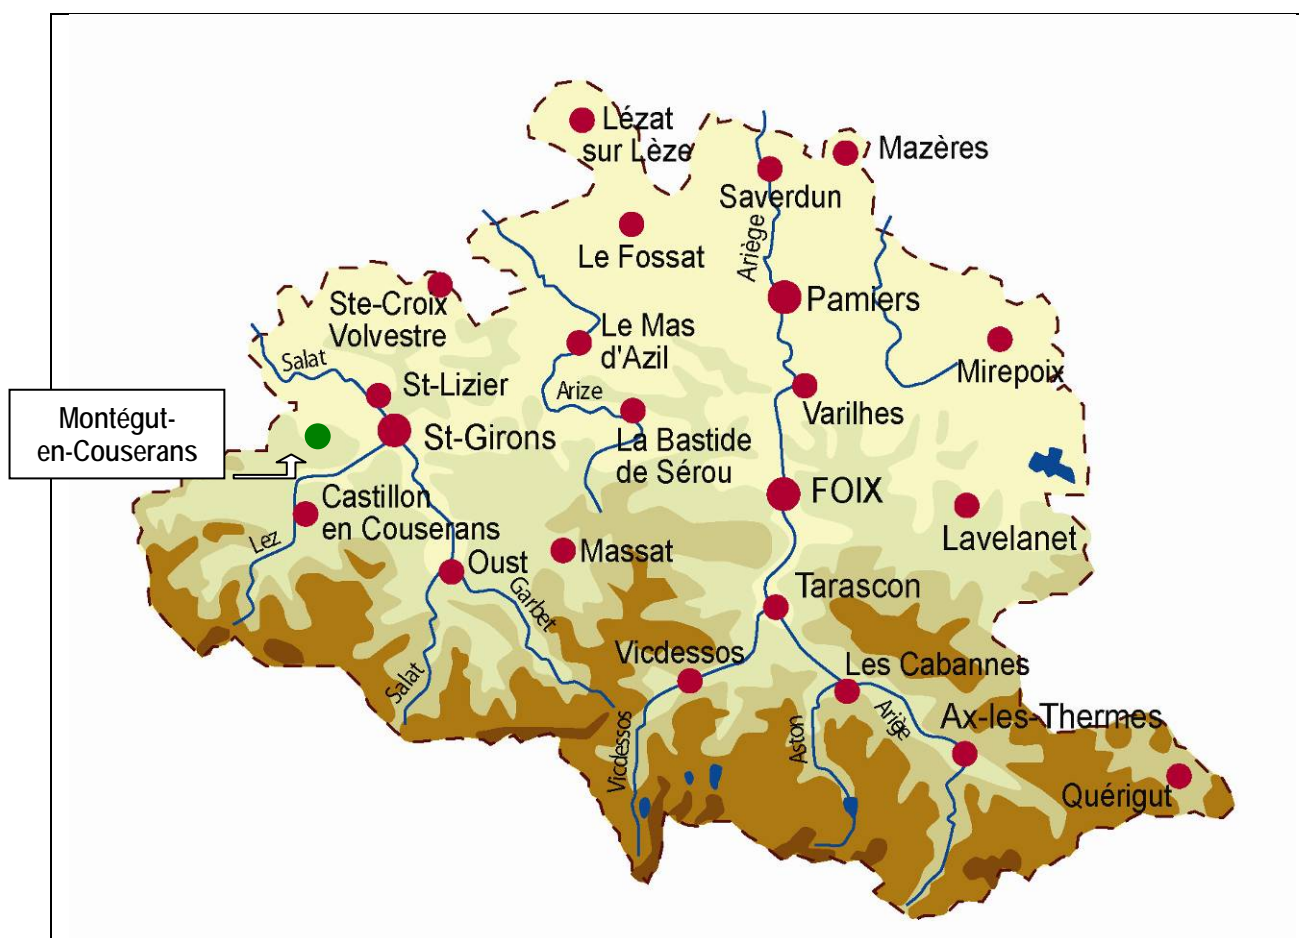 Lézat
sur Lèze
Mazères
Saverdun
Ariège
Le Fossat
Pamiers
Ste-Croix
Volvestre
Le Mas
d'Azil
Mirepoix
Salat
St-Lizier
Arize
Varilhes
Montégut-
en-Couserans
St-Girons
La Bastide
de Sérou
FOIX
Castillon
en Couserans
Lez
Lavelanet
Oust
Massat
Garbet
Tarascon
Salat
Vicdessos
Les Cabannes
Vicdessos
Aston
Ariège
Ax-les-Thermes
Quérigut